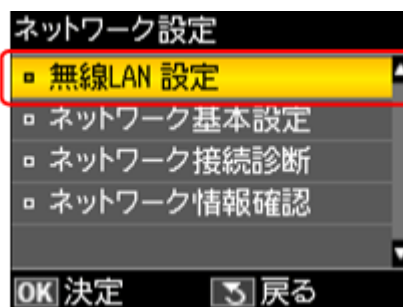 ネットワーク設定
無線LAN 設定
ネットワーク基本設定
ネットワーク接続診断
ネットワーク情報確認
OK 決定 戻る